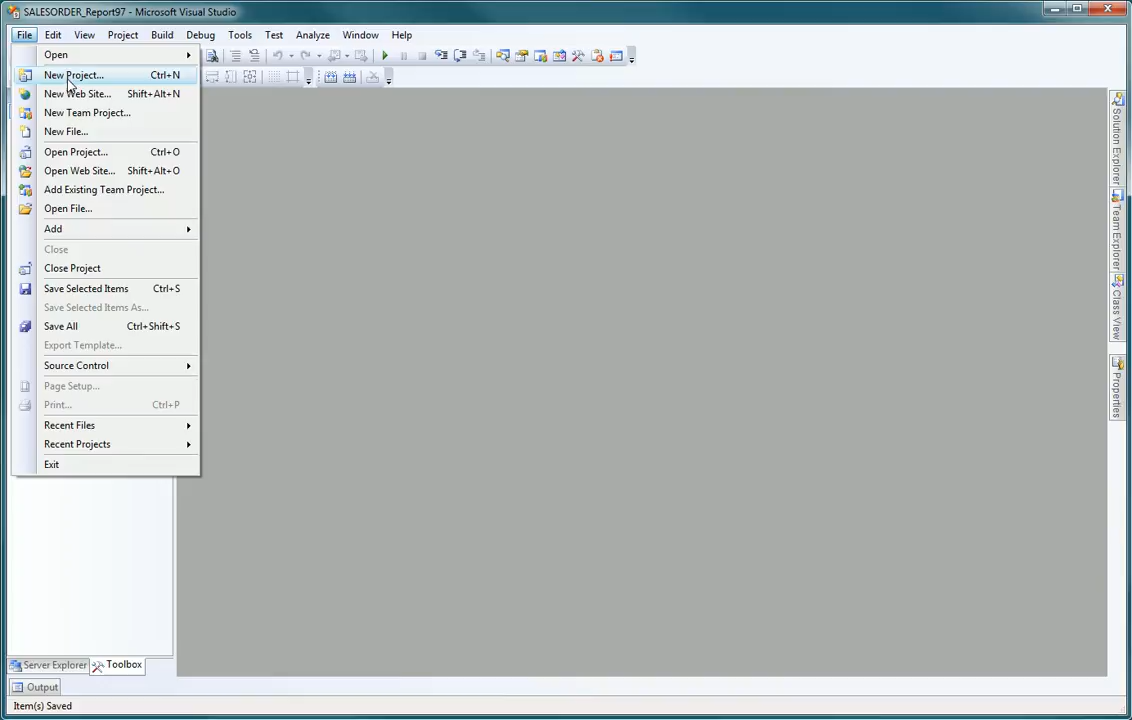 SALESORDER_Report97 - Microsoft Visual Studio
File Edit View Project Build Debug Tools Test Analyze Window Help
Open
New Project... Ctrl+N
New Web Site... Shift+Alt+N
New Team Project...
New File...
Open Project... Ctrl+O
Open Web Site... Shift+Alt+O
Add Existing Team Project...
Open File...
Add
Close
Close Project
Save Selected Items Ctrl+S
Save Selected Items As...
Save All Ctrl+Shift+S
Export Template...
Source Control
Page Setup...
Print... Ctrl+P
Recent Files
Recent Projects
Exit
Solution Explorer
Team Explorer
Class View
Properties
Server Explorer Toolbox
Output
Item(s) Saved